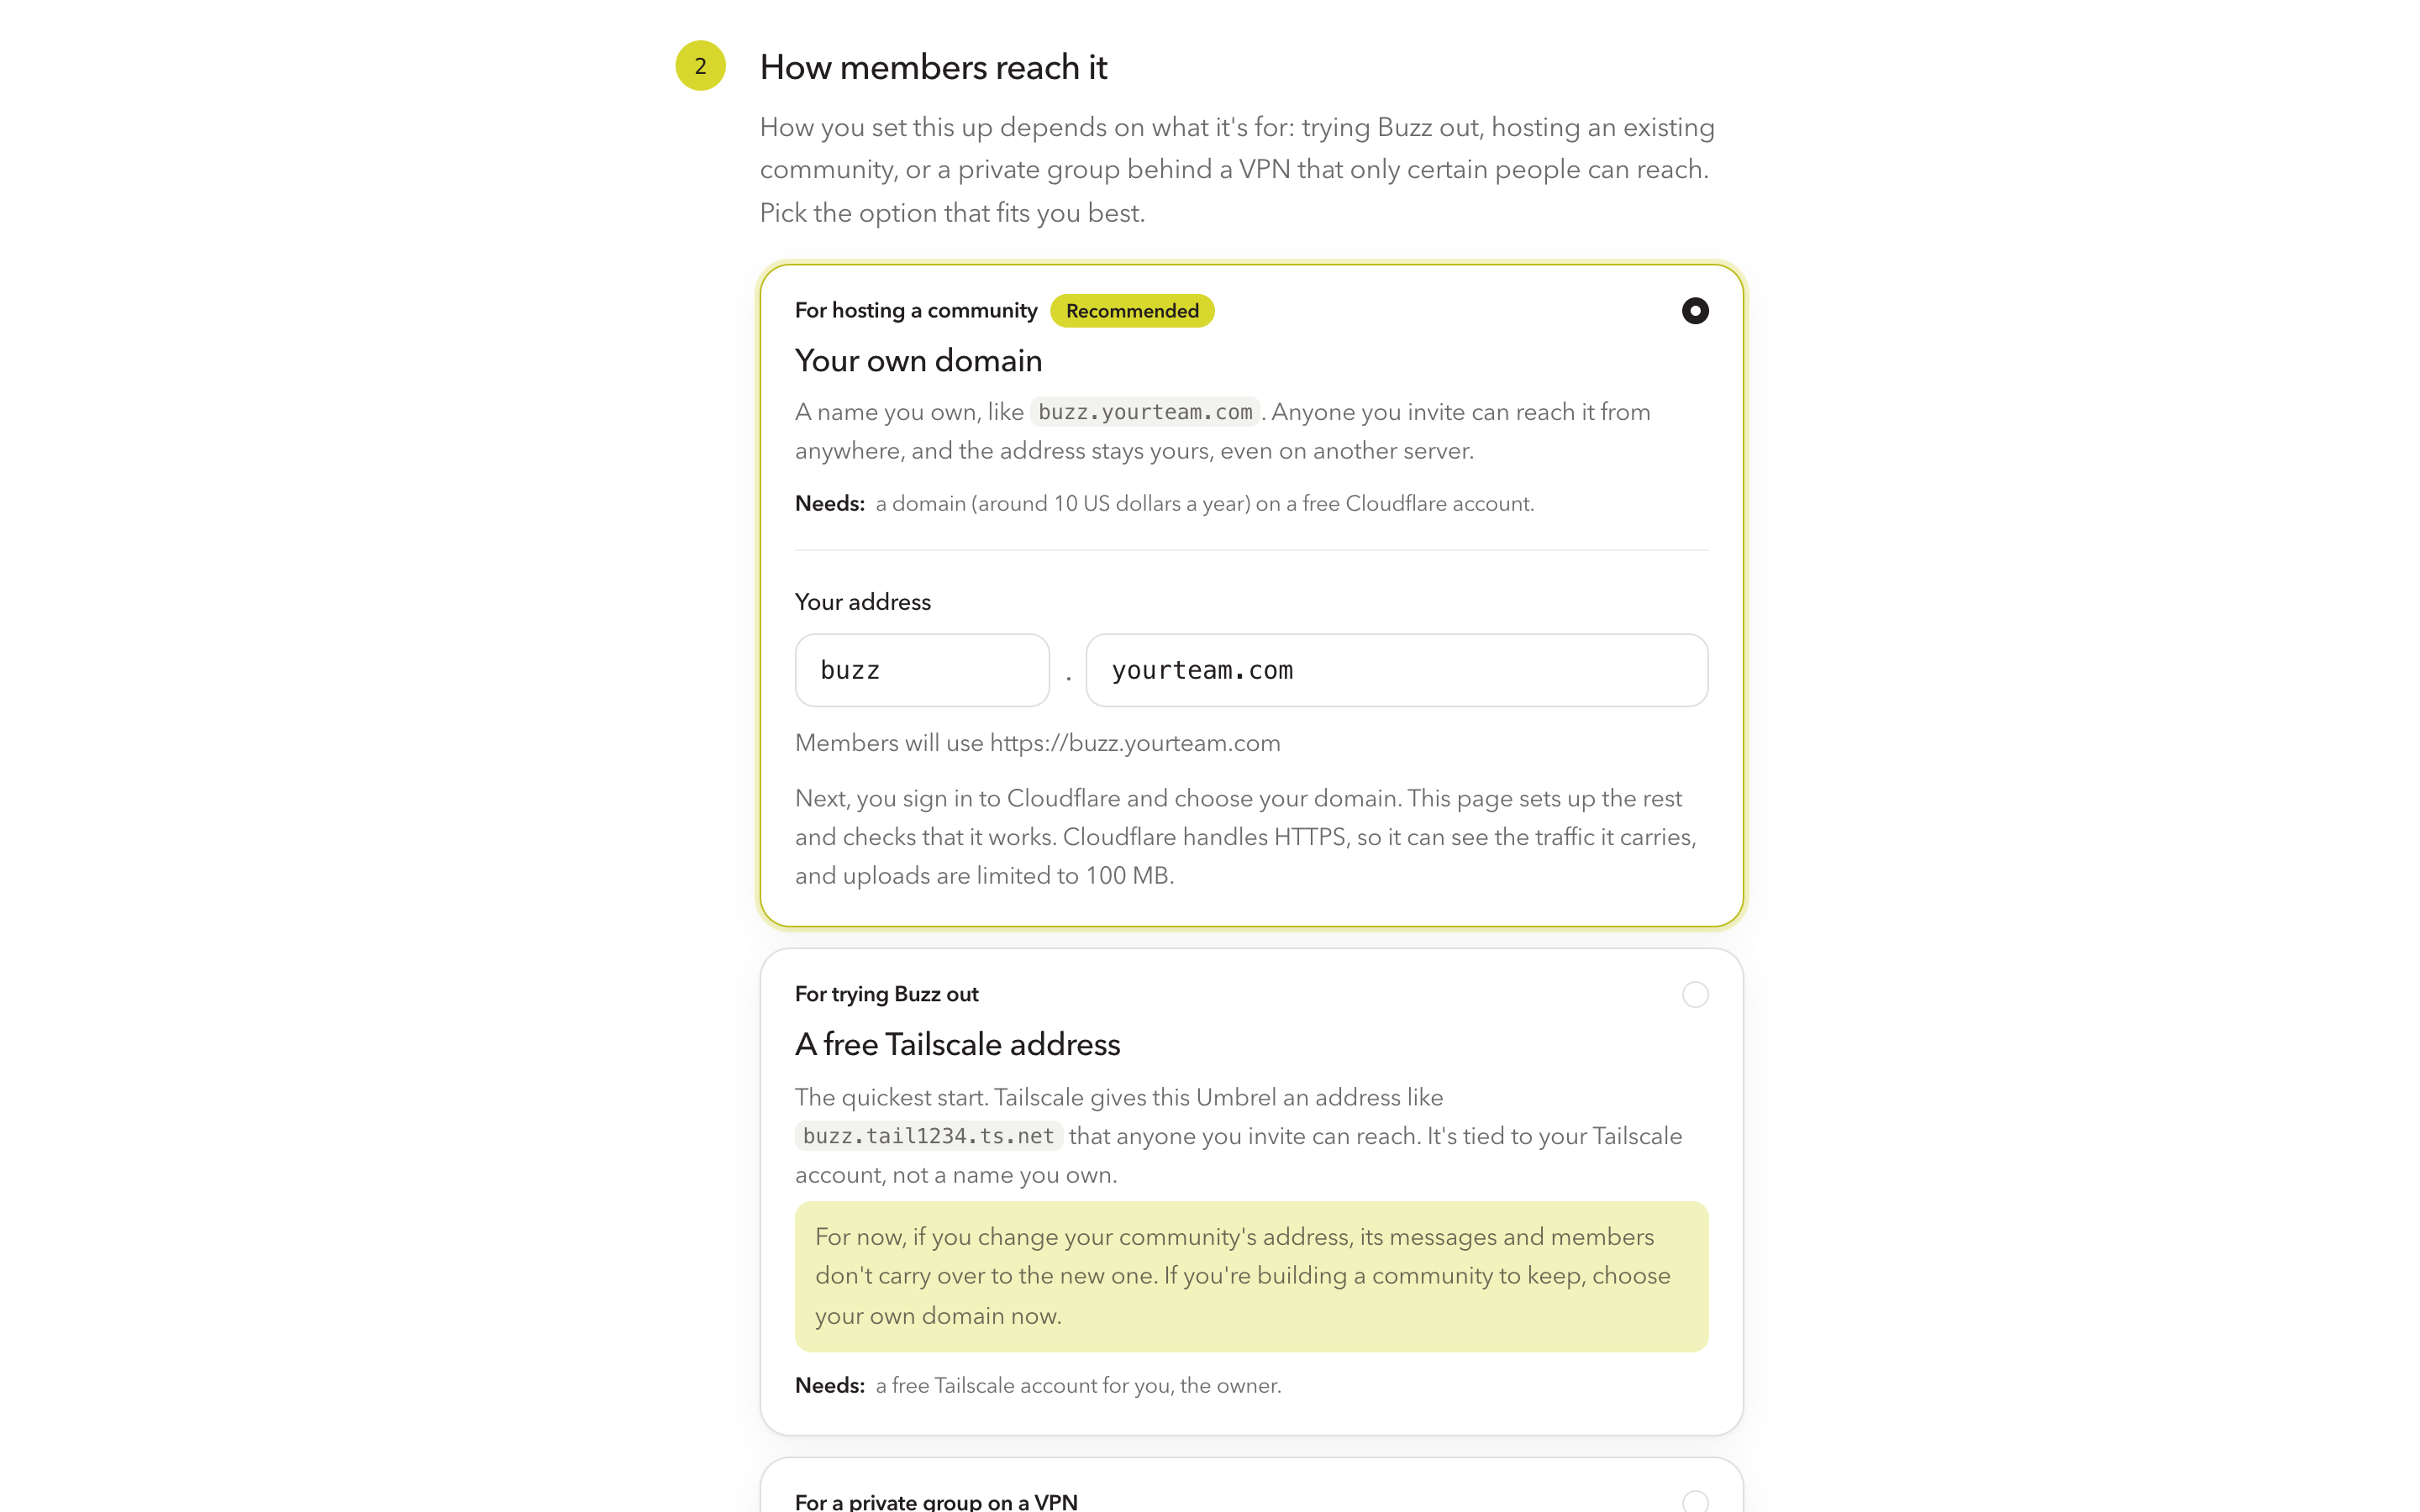 2
How members reach it
How you set this up depends on what it's for: trying Buzz out, hosting an existing
community, or a private group behind a VPN that only certain people can reach.
Pick the option that fits you best.
For hosting a community Recommended
Your own domain
A name you own, like buzz.yourteam.com. Anyone you invite can reach it from
anywhere, and the address stays yours, even on another server.
Needs: a domain (around 10 US dollars a year) on a free Cloudflare account.
Your address
buzz . yourteam.com
Members will use https://buzz.yourteam.com
Next, you sign in to Cloudflare and choose your domain. This page sets up the rest
and checks that it works. Cloudflare handles HTTPS, so it can see the traffic it carries,
and uploads are limited to 100 MB.
For trying Buzz out
A free Tailscale address
The quickest start. Tailscale gives this Umbrel an address like
buzz.tail1234.ts.net that anyone you invite can reach. It's tied to your Tailscale
account, not a name you own.
For now, if you change your community's address, its messages and members
don't carry over to the new one. If you're building a community to keep, choose
your own domain now.
Needs: a free Tailscale account for you, the owner.
For a private group on a VPN